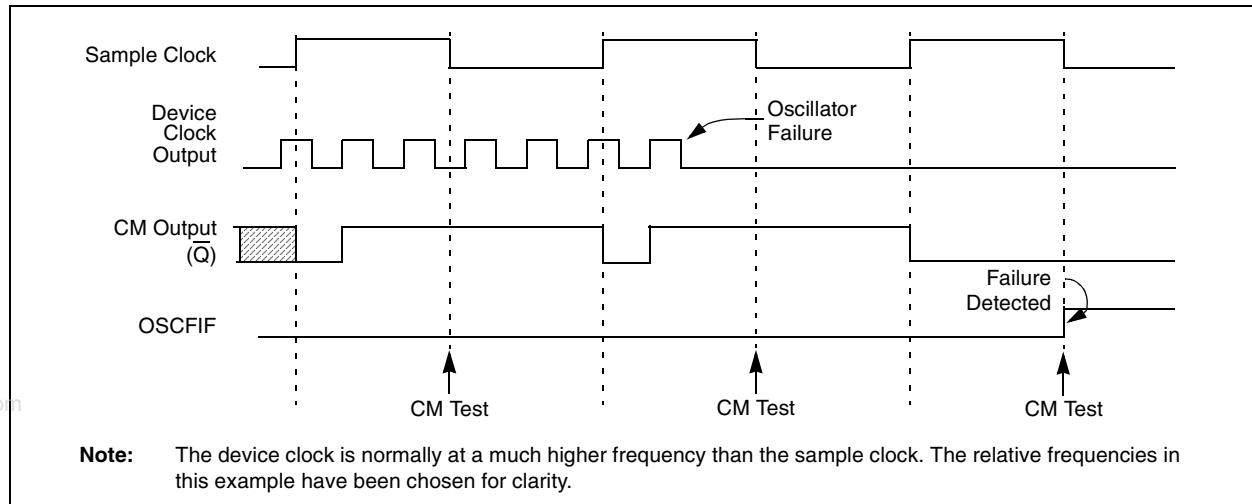 Sample Clock
Device
Clock
Output
Oscillator
Failure
CM Output
(Q̅)
Failure
Detected
OSCFIF
CM Test
CM Test
CM Test
om
Note: The device clock is normally at a much higher frequency than the sample clock. The relative frequencies in
this example have been chosen for clarity.